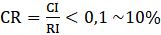 CR = CI/RI < 0,1 ~10%